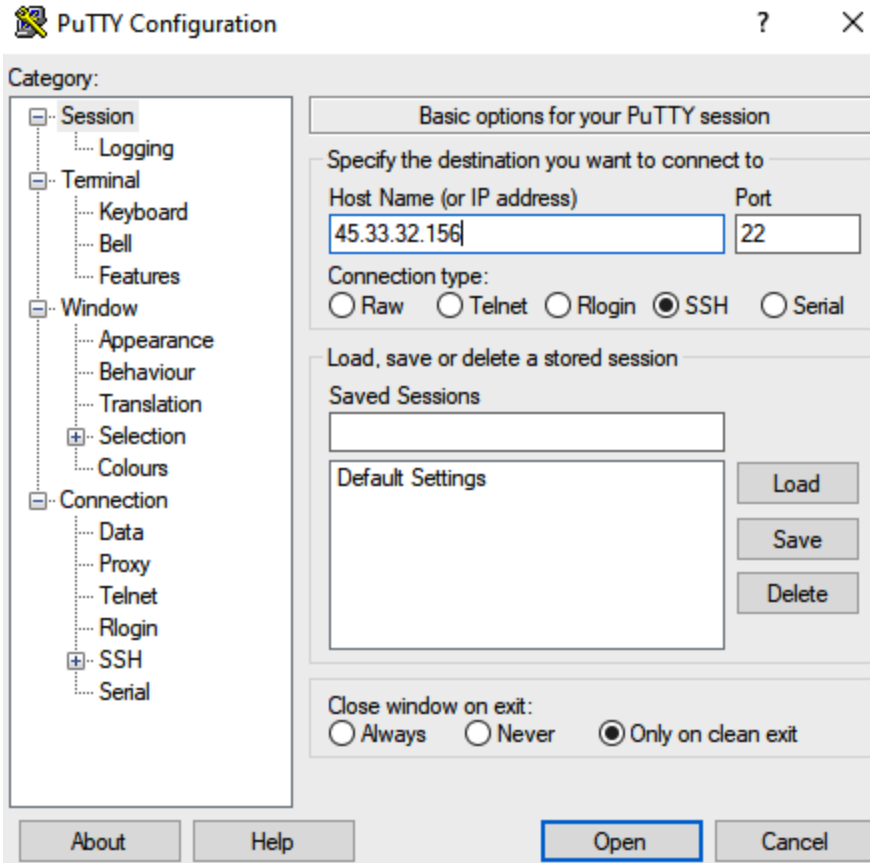 PuTTY Configuration
?
Category:
Session
Logging
Terminal
Keyboard
Bell
Features
Window
Appearance
Behaviour
Translation
Selection
Colours
Connection
Data
Proxy
Telnet
Rlogin
SSH
Serial
Basic options for your PuTTY session
Specify the destination you want to connect to
Host Name (or IP address) Port
45.33.32.156 22
Connection type:
Raw Telnet Rlogin SSH Serial
Load, save or delete a stored session
Saved Sessions
Default Settings
Load
Save
Delete
Close window on exit:
Always Never Only on clean exit
About Help Open Cancel